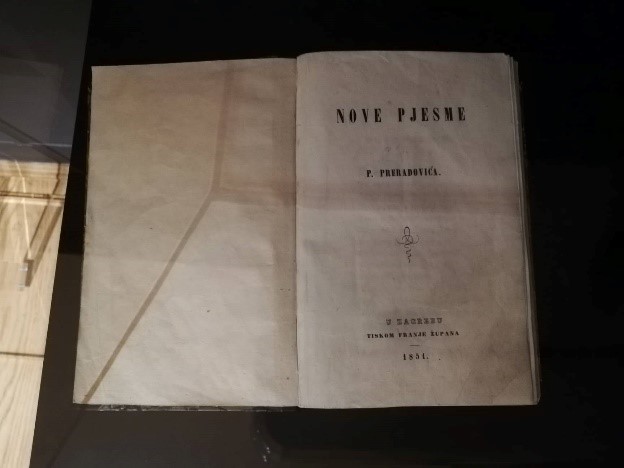 NOVE PJESME
P. PRERADOVIĆA.
U ZAGREBU
TISKOM FRANJE ŽUPANA
1851.